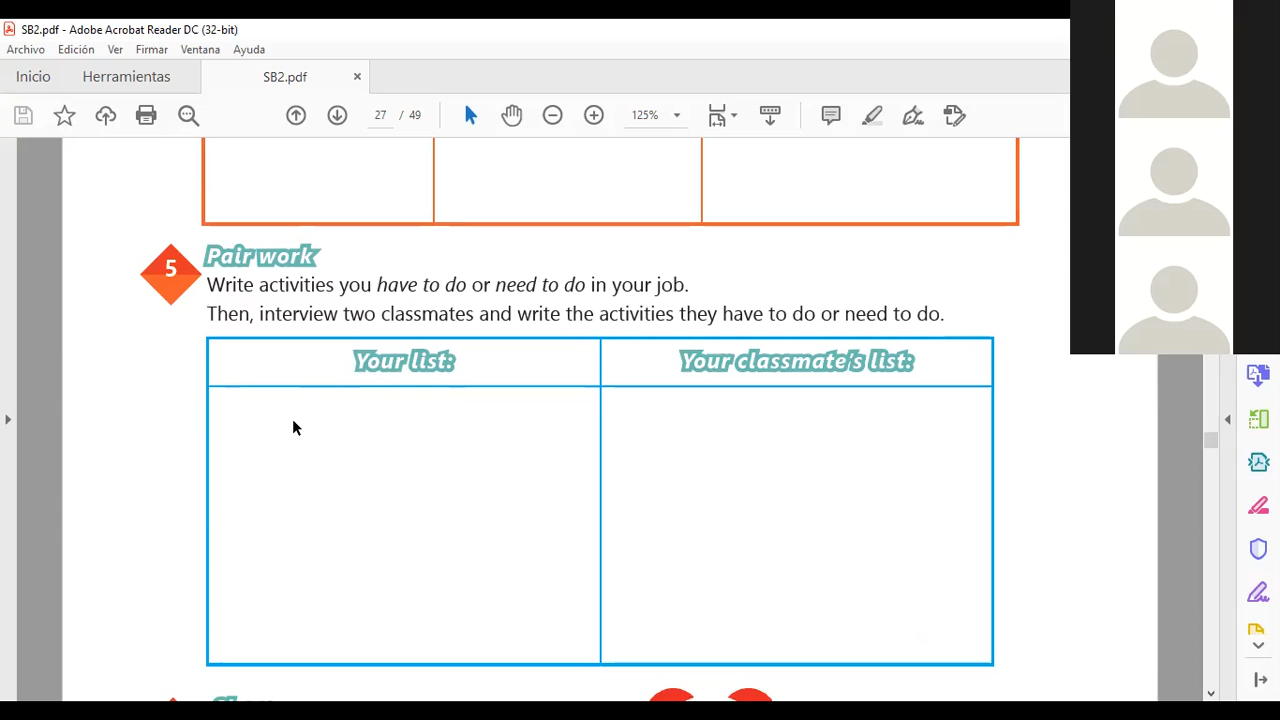 SB2.pdf - Adobe Acrobat Reader DC (32-bit)
Archivo Edición Ver Firmar Ventana Ayuda
Inicio Herramientas SB2.pdf ×
27 / 49 125%
5 Pair work
Write activities you have to do or need to do in your job.
Then, interview two classmates and write the activities they have to do or need to do.
Your list: Your classmate's list: